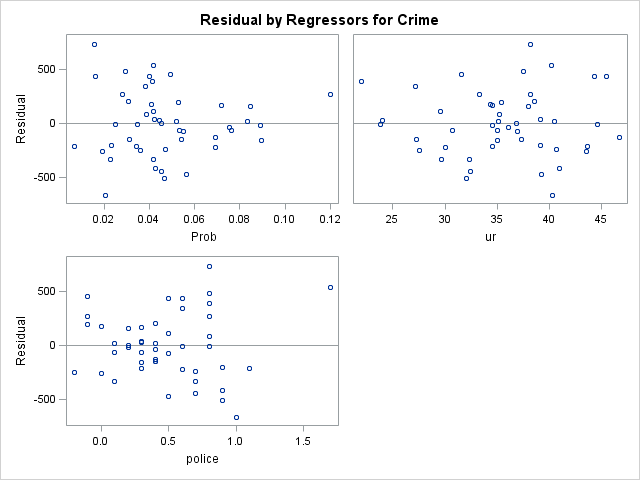 Residual by Regressors for Crime
Residual
500
0
-500
0.02 0.04 0.06 0.08 0.10 0.12
Prob
25 30 35 40 45
ur
Residual
500
0
-500
0.0 0.5 1.0 1.5
police